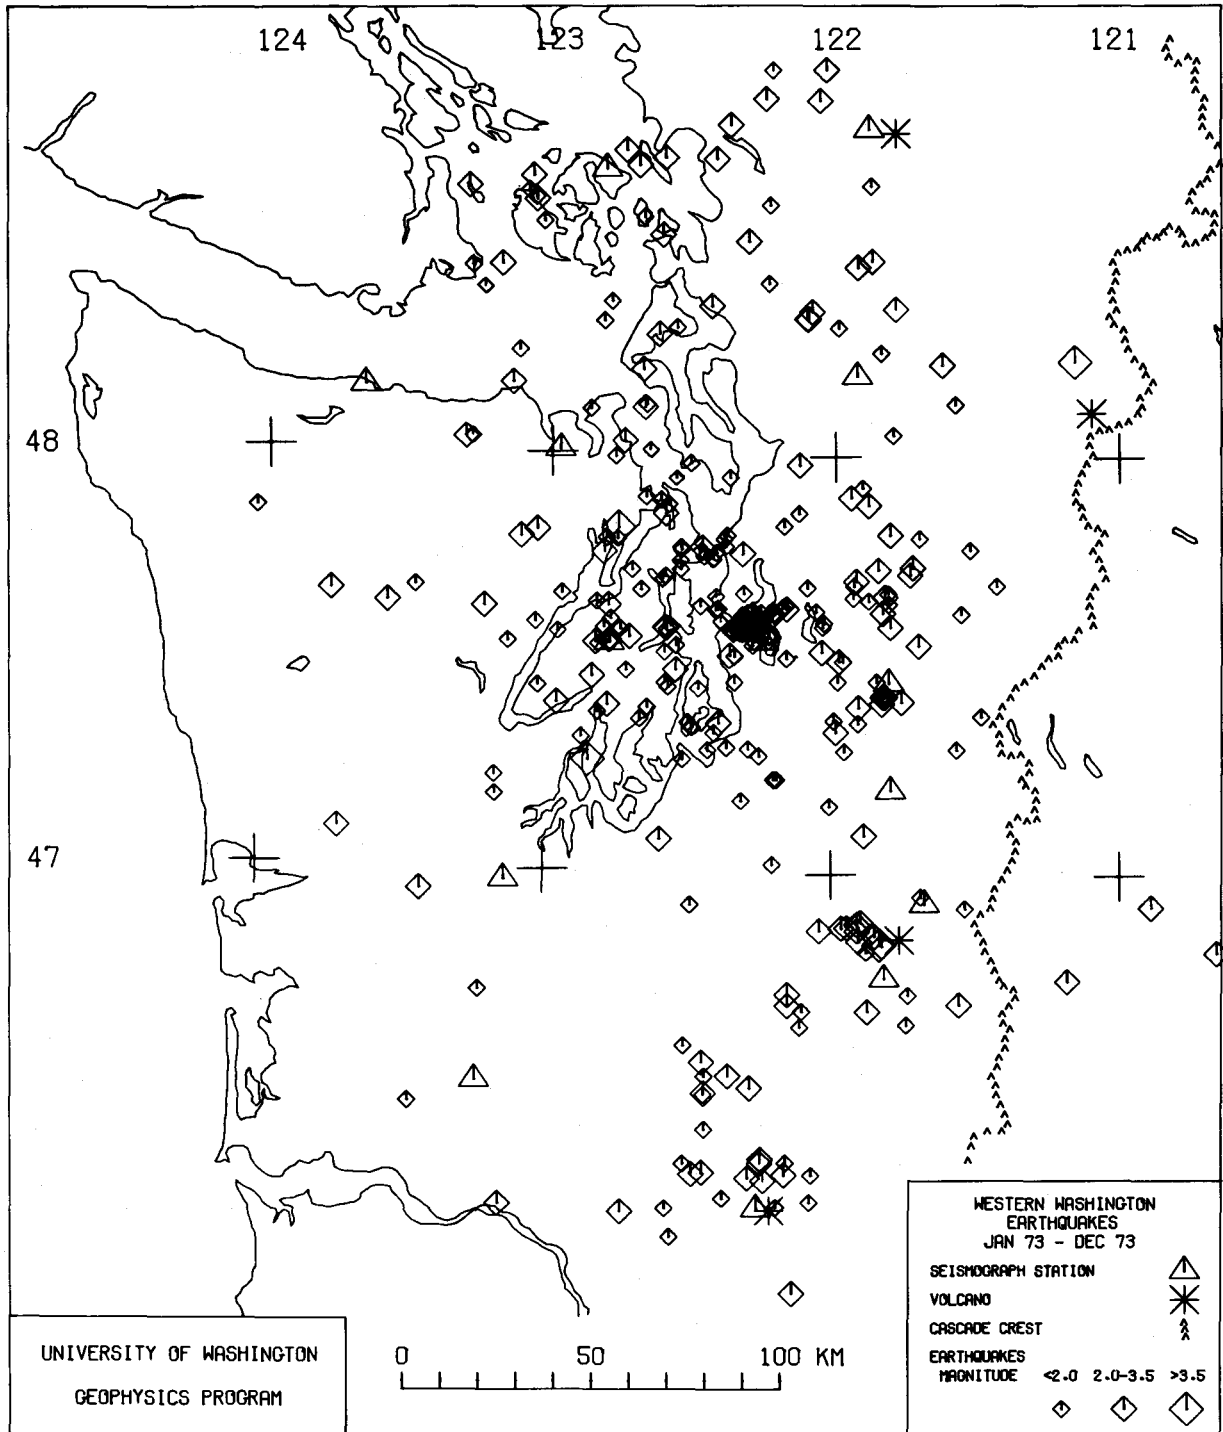 124 123 122 121
48
47
WESTERN WASHINGTON
EARTHQUAKES
JAN 73 - DEC 73
SEISMOGRAPH STATION
VOLCANO
CASCADE CREST
EARTHQUAKES
MAGNITUDE <2.0 2.0-3.5 >3.5
UNIVERSITY OF WASHINGTON
GEOPHYSICS PROGRAM
0 50 100 KM